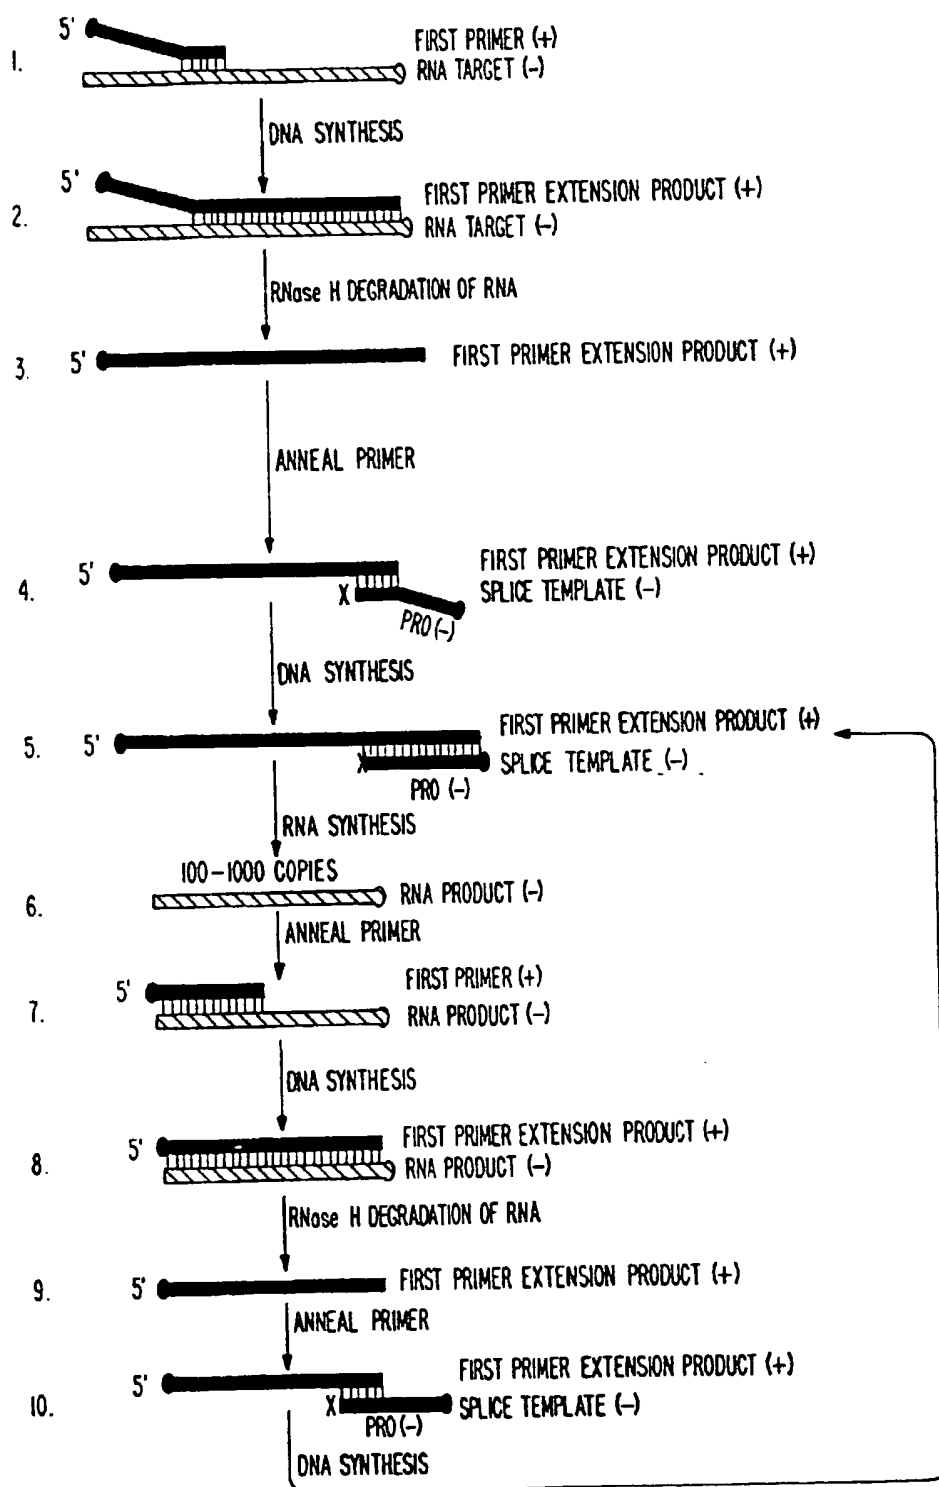 5' FIRST PRIMER (+)
1. RNA TARGET (-)
DNA SYNTHESIS
5' FIRST PRIMER EXTENSION PRODUCT (+)
2. RNA TARGET (-)
RNase H DEGRADATION OF RNA
3. 5' FIRST PRIMER EXTENSION PRODUCT (+)
ANNEAL PRIMER
5' FIRST PRIMER EXTENSION PRODUCT (+)
4. X SPLICE TEMPLATE (-)
PRO (-)
DNA SYNTHESIS
5. 5' FIRST PRIMER EXTENSION PRODUCT (+)
X SPLICE TEMPLATE (-)
PRO (-)
RNA SYNTHESIS
100-1000 COPIES
6. RNA PRODUCT (-)
ANNEAL PRIMER
5' FIRST PRIMER (+)
7. RNA PRODUCT (-)
DNA SYNTHESIS
5' FIRST PRIMER EXTENSION PRODUCT (+)
8. RNA PRODUCT (-)
RNase H DEGRADATION OF RNA
9. 5' FIRST PRIMER EXTENSION PRODUCT (+)
ANNEAL PRIMER
5' FIRST PRIMER EXTENSION PRODUCT (+)
10. X SPLICE TEMPLATE (-)
PRO (-)
DNA SYNTHESIS